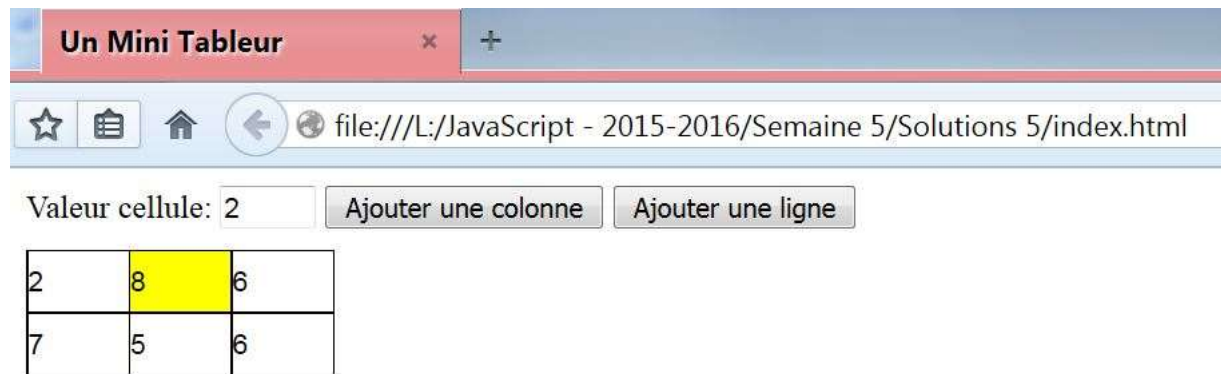 Un Mini Tableur
file:///L:/JavaScript - 2015-2016/Semaine 5/Solutions 5/index.html
Valeur cellule: 2 Ajouter une colonne Ajouter une ligne
2 8 6
7 5 6